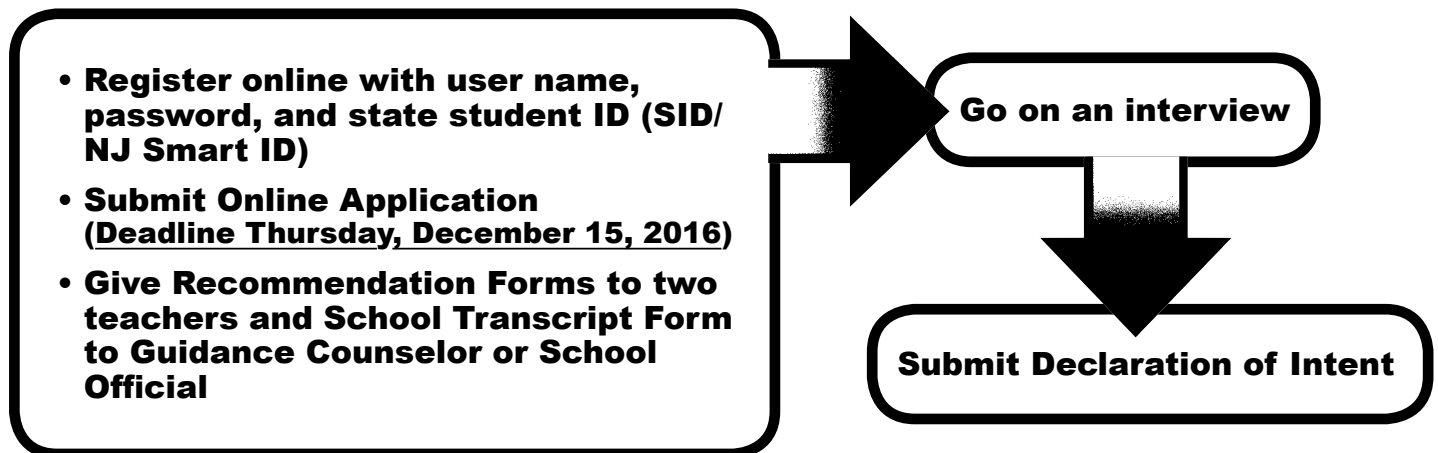 • Register online with user name,
password, and state student ID (SID/
NJ Smart ID)
• Submit Online Application
(Deadline Thursday, December 15, 2016)
• Give Recommendation Forms to two
teachers and School Transcript Form
to Guidance Counselor or School
Official
Go on an interview
Submit Declaration of Intent